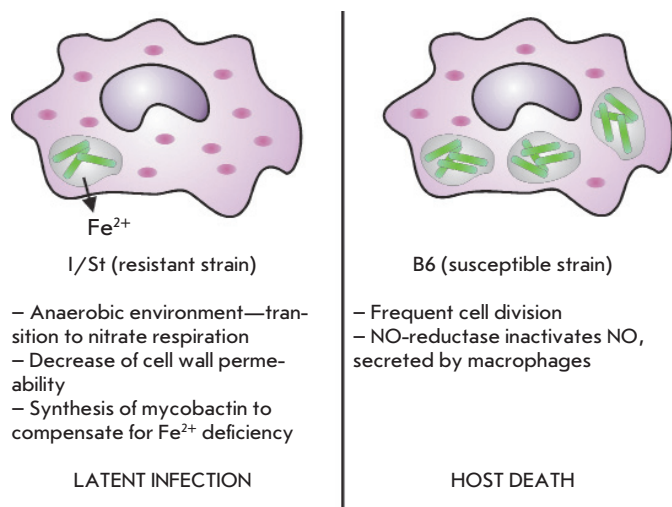 Fe²⁺
I/St (resistant strain)
– Anaerobic environment—tran-
sition to nitrate respiration
– Decrease of cell wall perme-
ability
– Synthesis of mycobactin to
compensate for Fe²⁺ deficiency
LATENT INFECTION
B6 (susceptible strain)
– Frequent cell division
– NO-reductase inactivates NO,
secreted by macrophages
HOST DEATH